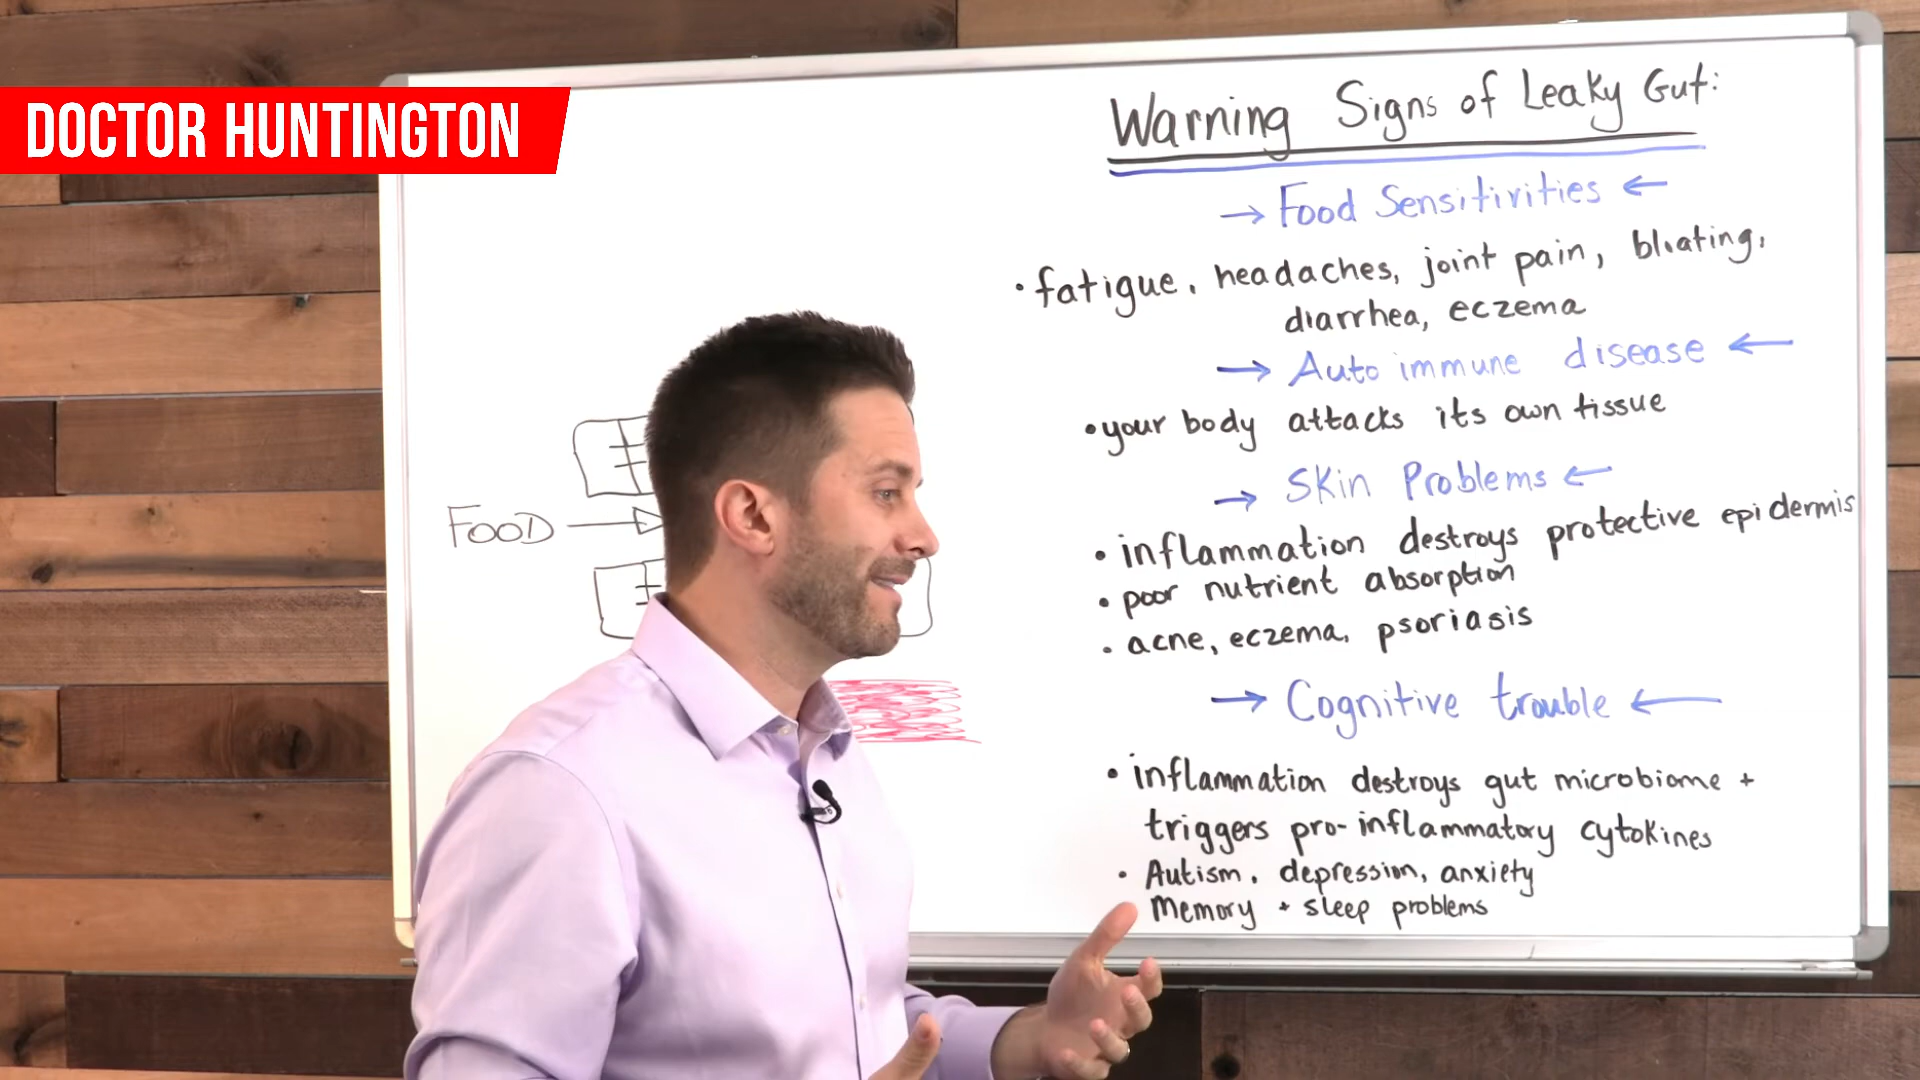 DOCTOR HUNTINGTON
Warning Signs of Leaky Gut:
→ Food Sensitivities ←
• fatigue, headaches, joint pain, bloating,
diarrhea, eczema
→ Auto immune disease ←
• your body attacks its own tissue
→ Skin Problems ←
• inflammation destroys protective epidermis
• poor nutrient absorption
• acne, eczema, psoriasis
→ Cognitive trouble ←
• inflammation destroys gut microbiome +
triggers pro-inflammatory cytokines
• Autism, depression, anxiety
Memory + sleep problems
FOOD